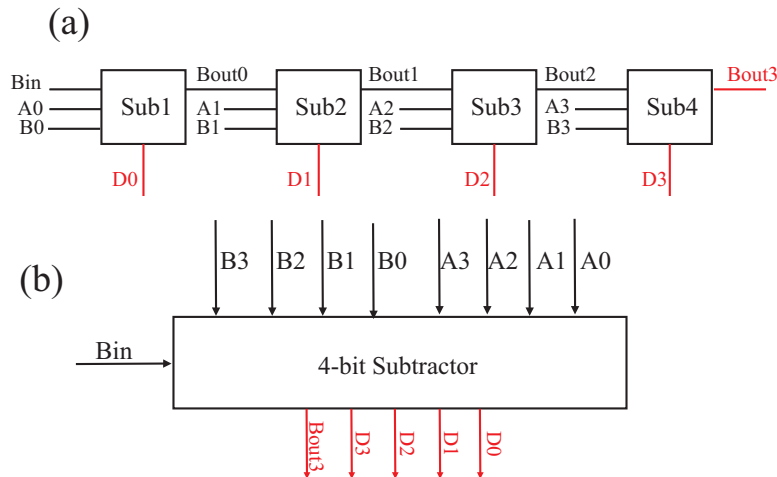 (a)
Bin
A0
B0
Sub1
Bout0
A1
B1
Sub2
Bout1
A2
B2
Sub3
Bout2
A3
B3
Sub4
Bout3
D0
D1
D2
D3
(b)
B3
B2
B1
B0
A3
A2
A1
A0
Bin
4-bit Subtractor
Bout3
D3
D2
D1
D0